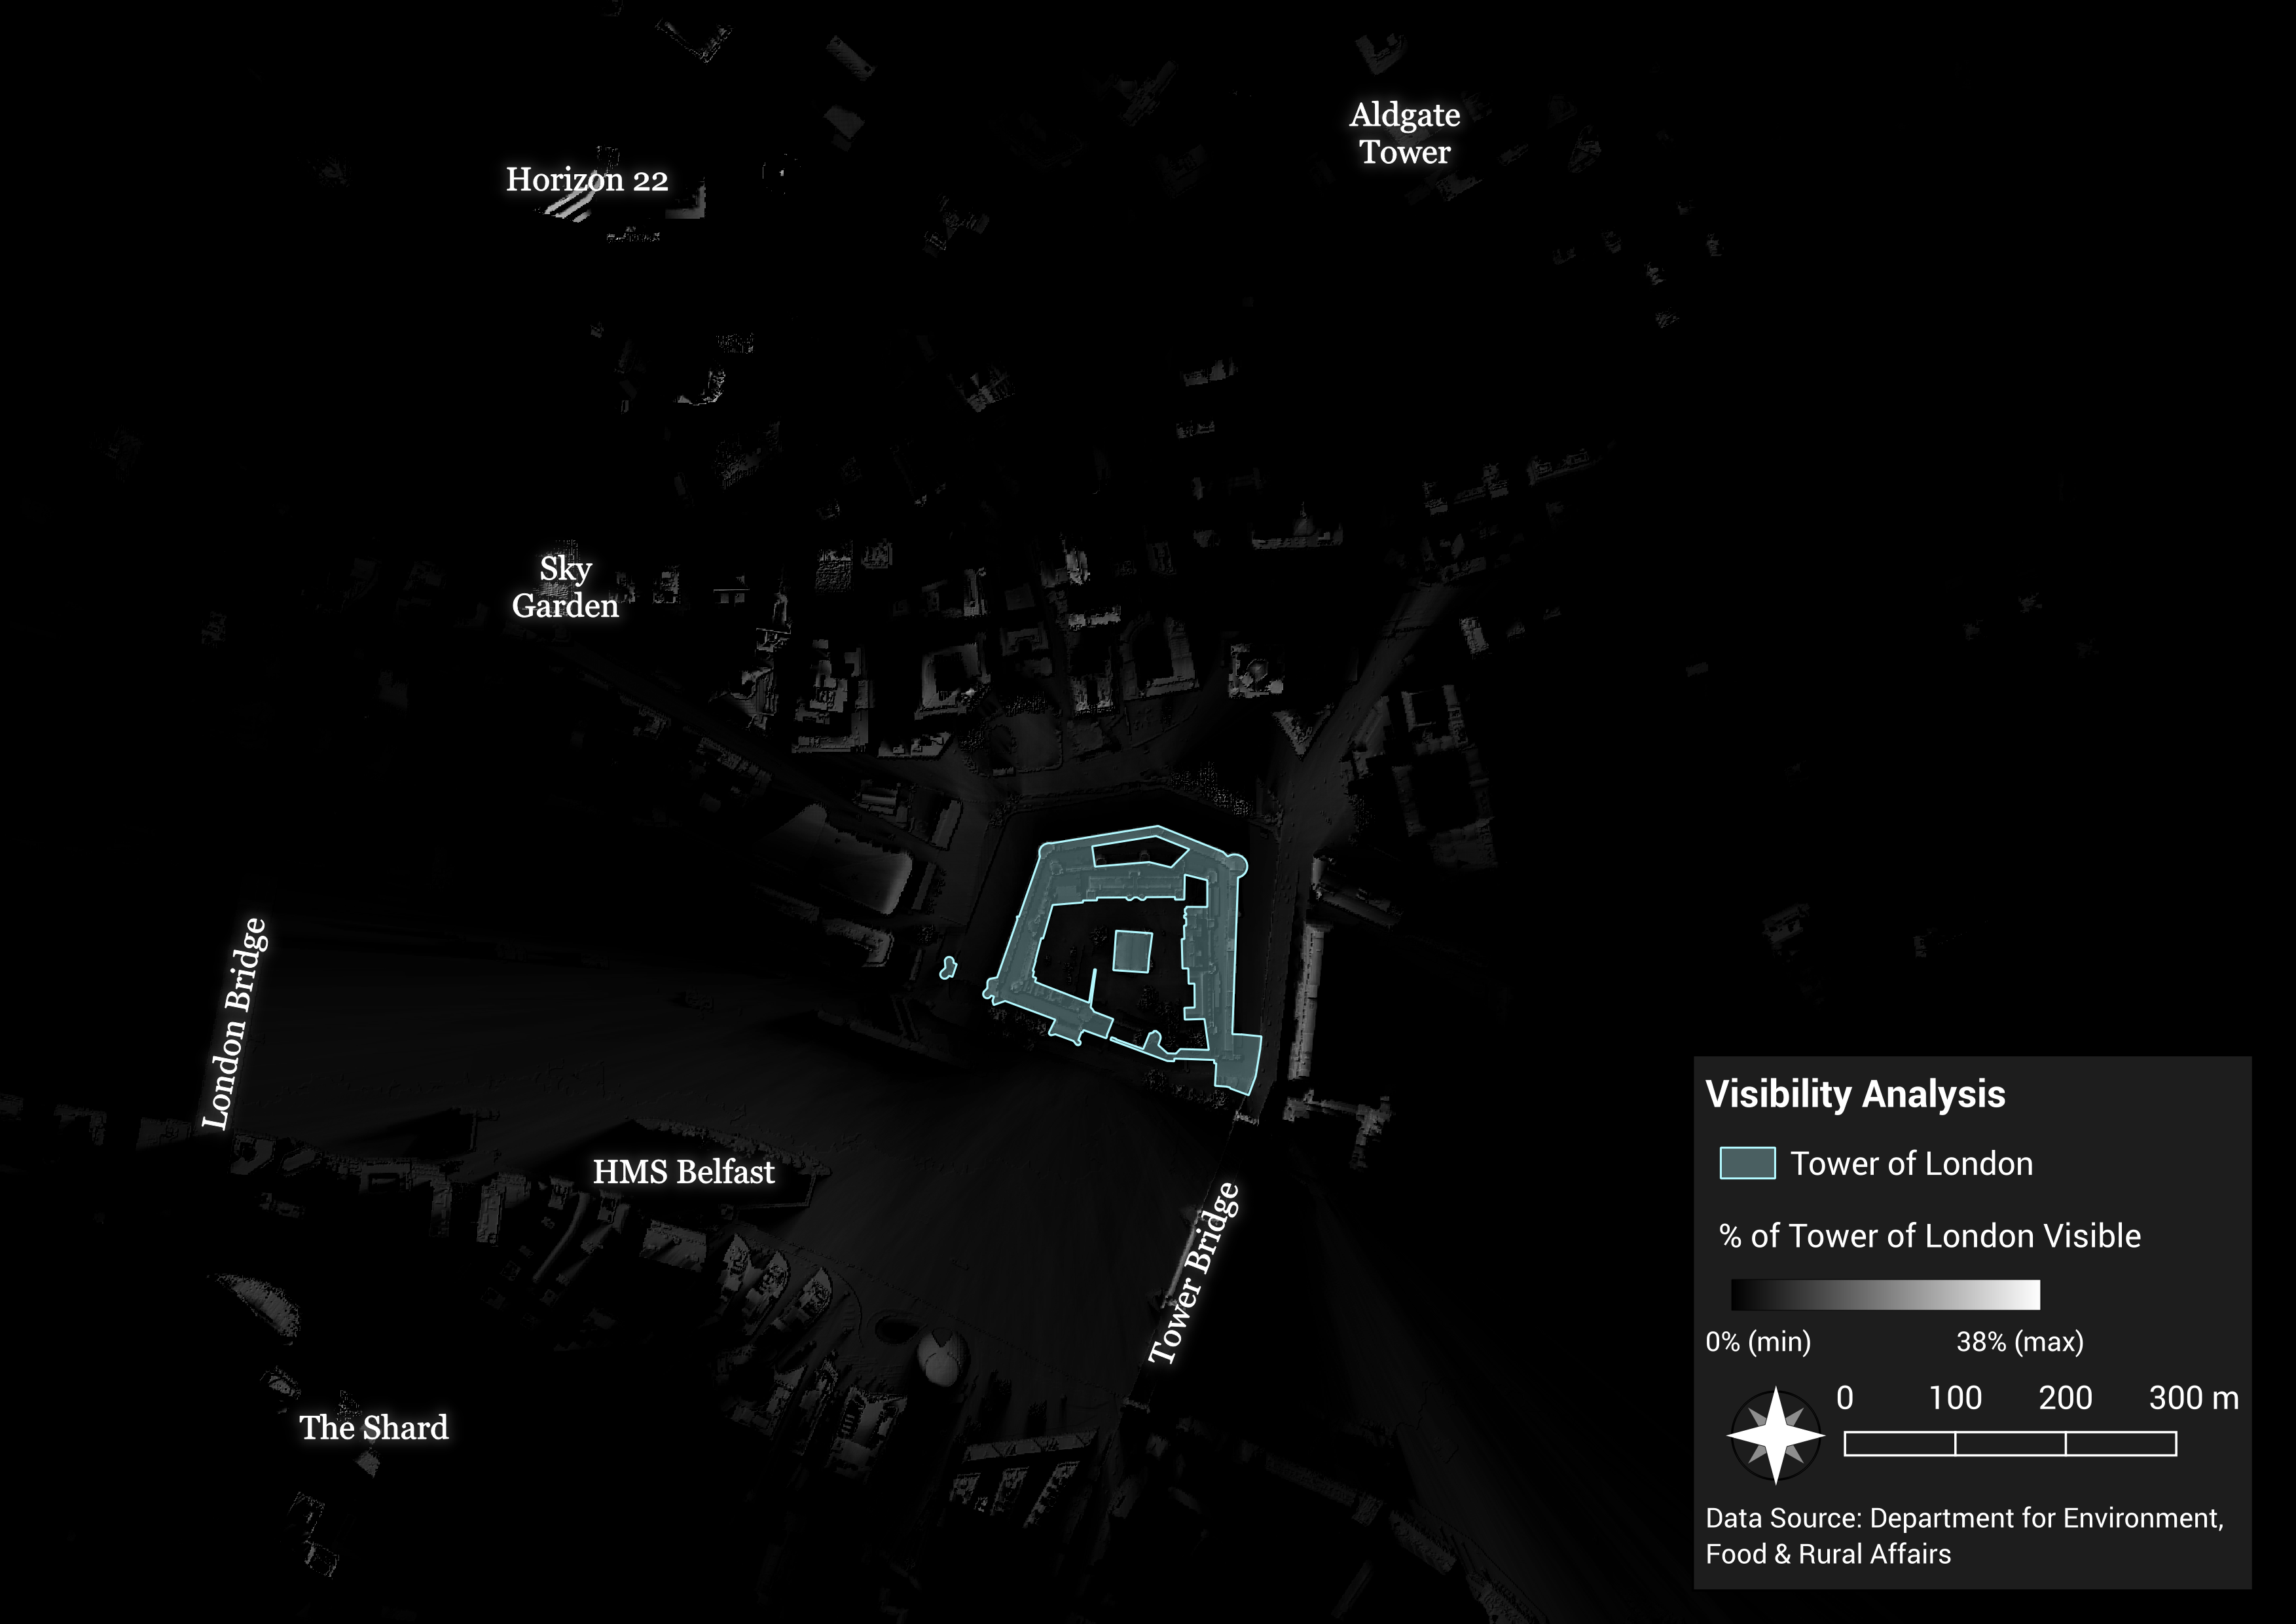 Aldgate
Tower
Horizon 22
Sky
Garden
London Bridge
HMS Belfast
Tower Bridge
The Shard
Visibility Analysis
Tower of London
% of Tower of London Visible
0% (min) 38% (max)
0 100 200 300 m
Data Source: Department for Environment,
Food & Rural Affairs